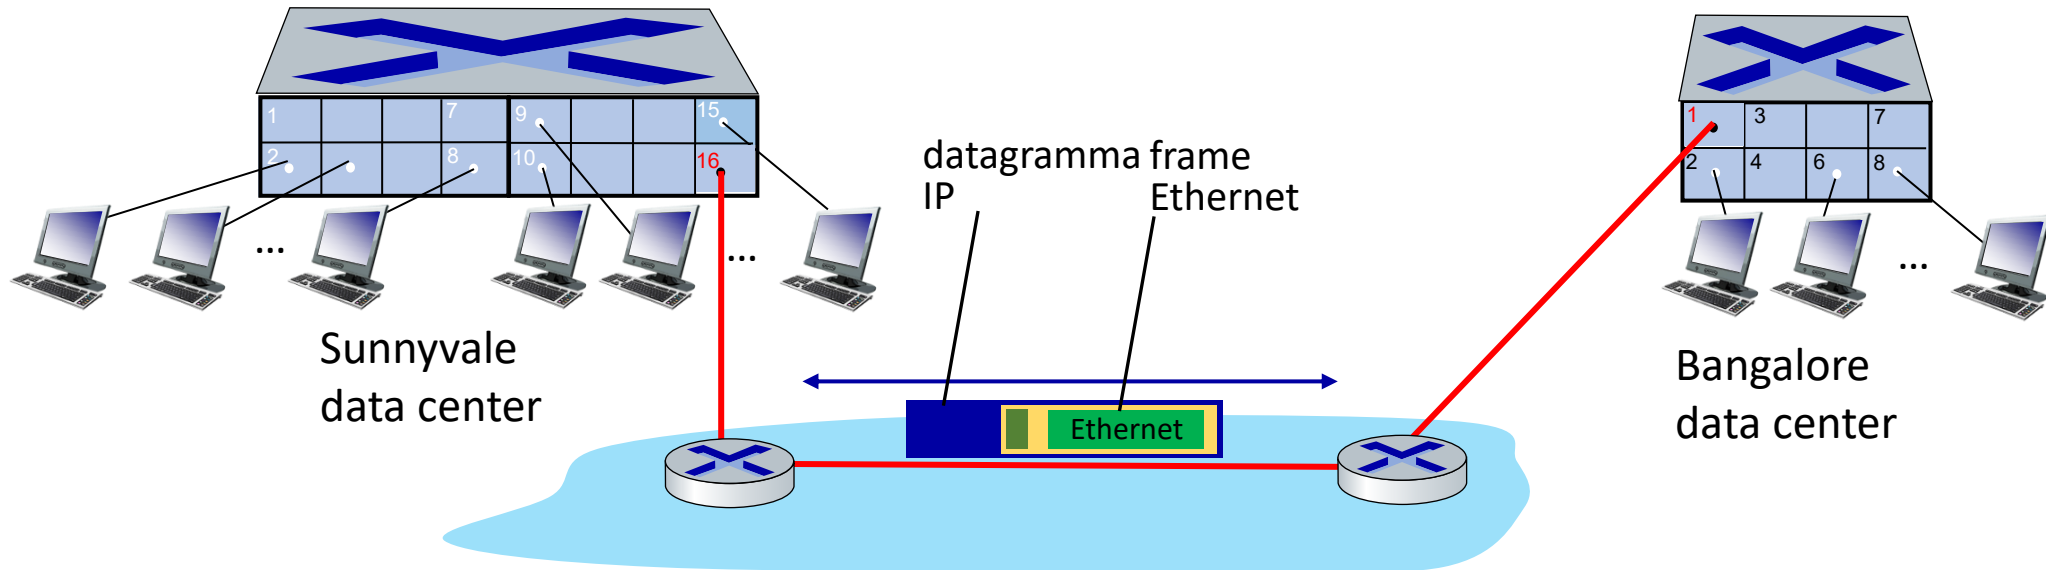 1
7
9
15
2
8
10
16
...
...
Sunnyvale
data center
datagramma
IP
frame
Ethernet
Ethernet
1
3
7
2
4
6
8
...
Bangalore
data center